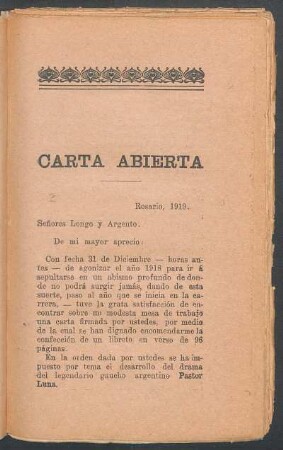 CARTA ABIERTA
Rosario, 1919.
Señores Longo y Argento.
De mi mayor aprecio:
Con fecha 31 de Diciembre — horas an-
tes — de agonizar el año 1918 para ir á
sepultarse en un abismo profundo de don-
de no podrá surgir jamás, dando de esta
suerte, paso al año que se inicia en la ca-
rrera, — tuve la grata satisfacción de en-
contrar sobre mi modesta mesa de trabajo
una carta firmada por ustedes, por medio
de la cual se han dignado encomendarme la
confección de un libreto en verso de 96
páginas.
En la orden dada por ustedes se ha im-
puesto por tema el desarrollo del drama
del legendario gaucho argentino Pastor
Luna.